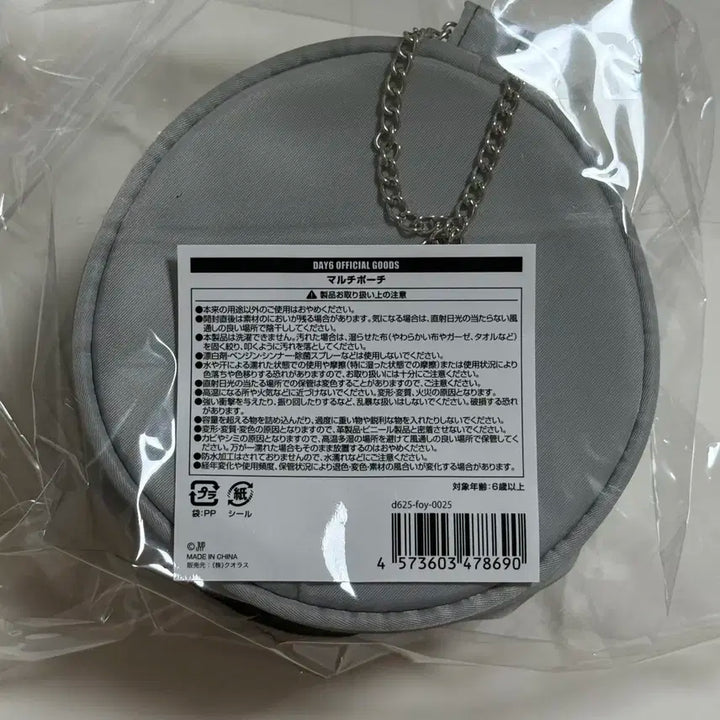 DAY6 OFFICIAL GOODS
マルチポーチ
⚠ 製品お取り扱い上の注意
●本来の用途以外のご使用はおやめください。
●開封直後は素材のにおいが残る場合があります。気になる場合は、直射日光の当たらない風
通しの良い場所で陰干ししてください。
●本製品は洗濯できません。汚れた場合は、湿らせた布(やわらかい布やガーゼ、タオルなど)
を固く絞り、叩くように汚れを落としてください。
●漂白剤・ベンジン・シンナー・除菌スプレーなどは使用しないでください。
●水や汗による濡れた状態での使用や摩擦(特に湿った状態での摩擦)または使用状況により
色落ちや色移りする恐れがありますので、お取り扱いには十分にご注意ください。
●直射日光の当たる場所での保管は変色することがありますので、ご注意ください。
●高温になる所や火気などに近づけないでください。変形・変質、火災の原因となります。
●強い衝撃を与えたり、振り回したりするなど、乱暴な扱いはしないでください。破損する恐れ
があります。
●容量を超える物を詰め込んだり、過度に重い物や鋭利な物を入れたりしないでください。
●変形・変質・変色の原因となりますので、革製品・ビニール製品と密着させないでください。
●カビやシミの原因となりますので、高温多湿の場所を避けて風通しの良い場所で保管してく
ださい。万が一濡れた場合もそのまま放置するのはおやめください。
●防水加工はされておりませんので、水濡れなどにご注意ください。
●経年変化や使用頻度、保管状況により退色・変色・素材の風合いが変化する場合があります。
対象年齢:6歳以上
プラ
袋:PP
紙
シール
d625-foy-0025
©
MADE IN CHINA
販売元:(株)クオラス
4 573603 478690